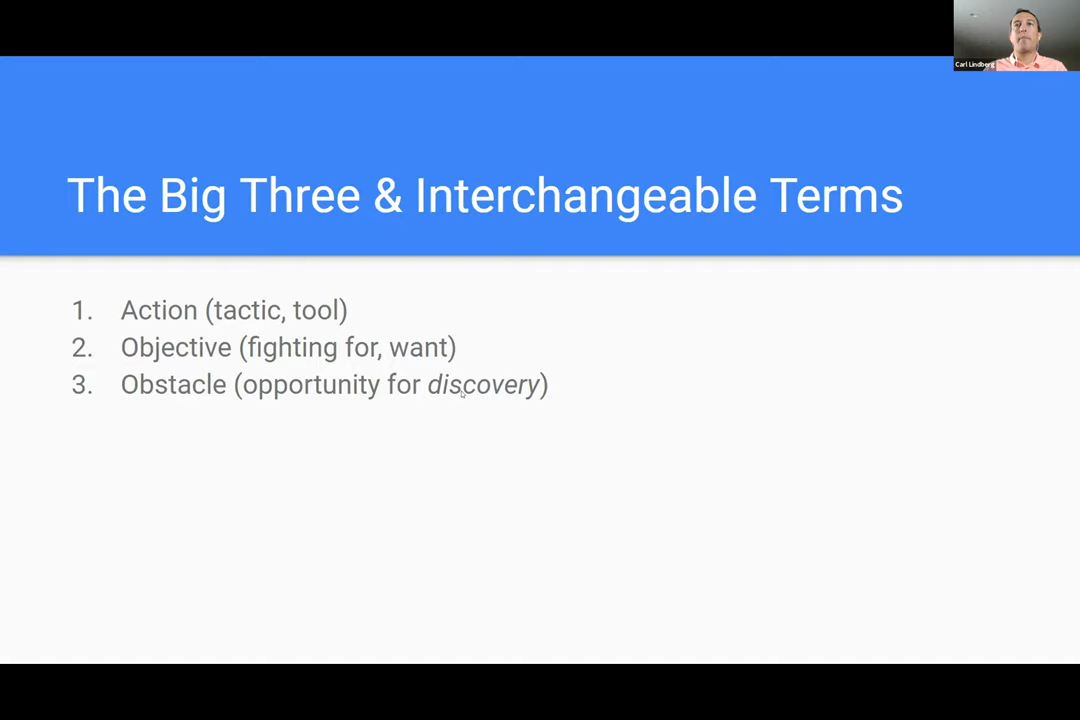 Carl Lindberg
The Big Three & Interchangeable Terms
1. Action (tactic, tool)
2. Objective (fighting for, want)
3. Obstacle (opportunity for discovery)